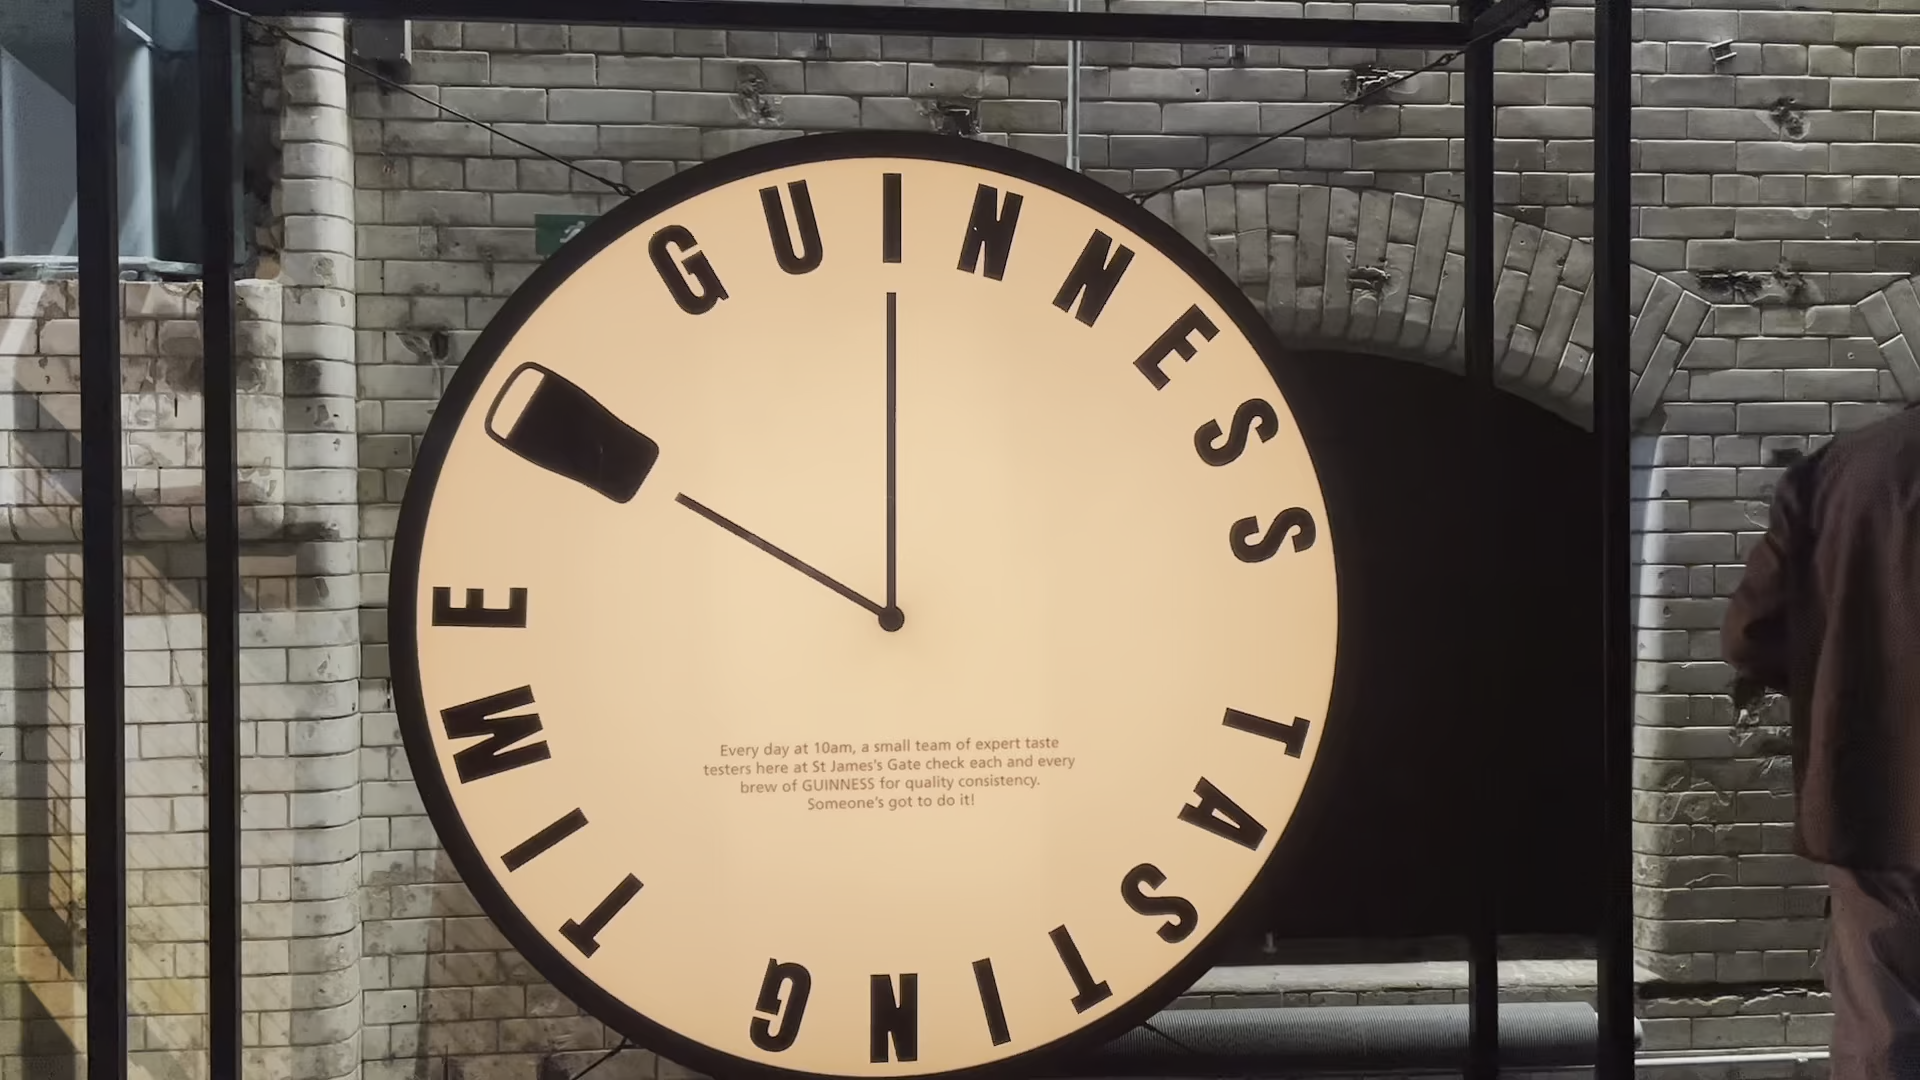 GUINNESS TASTING TIME
Every day at 10am, a small team of expert taste
testers here at St James's Gate check each and every
brew of GUINNESS for quality consistency.
Someone's got to do it!